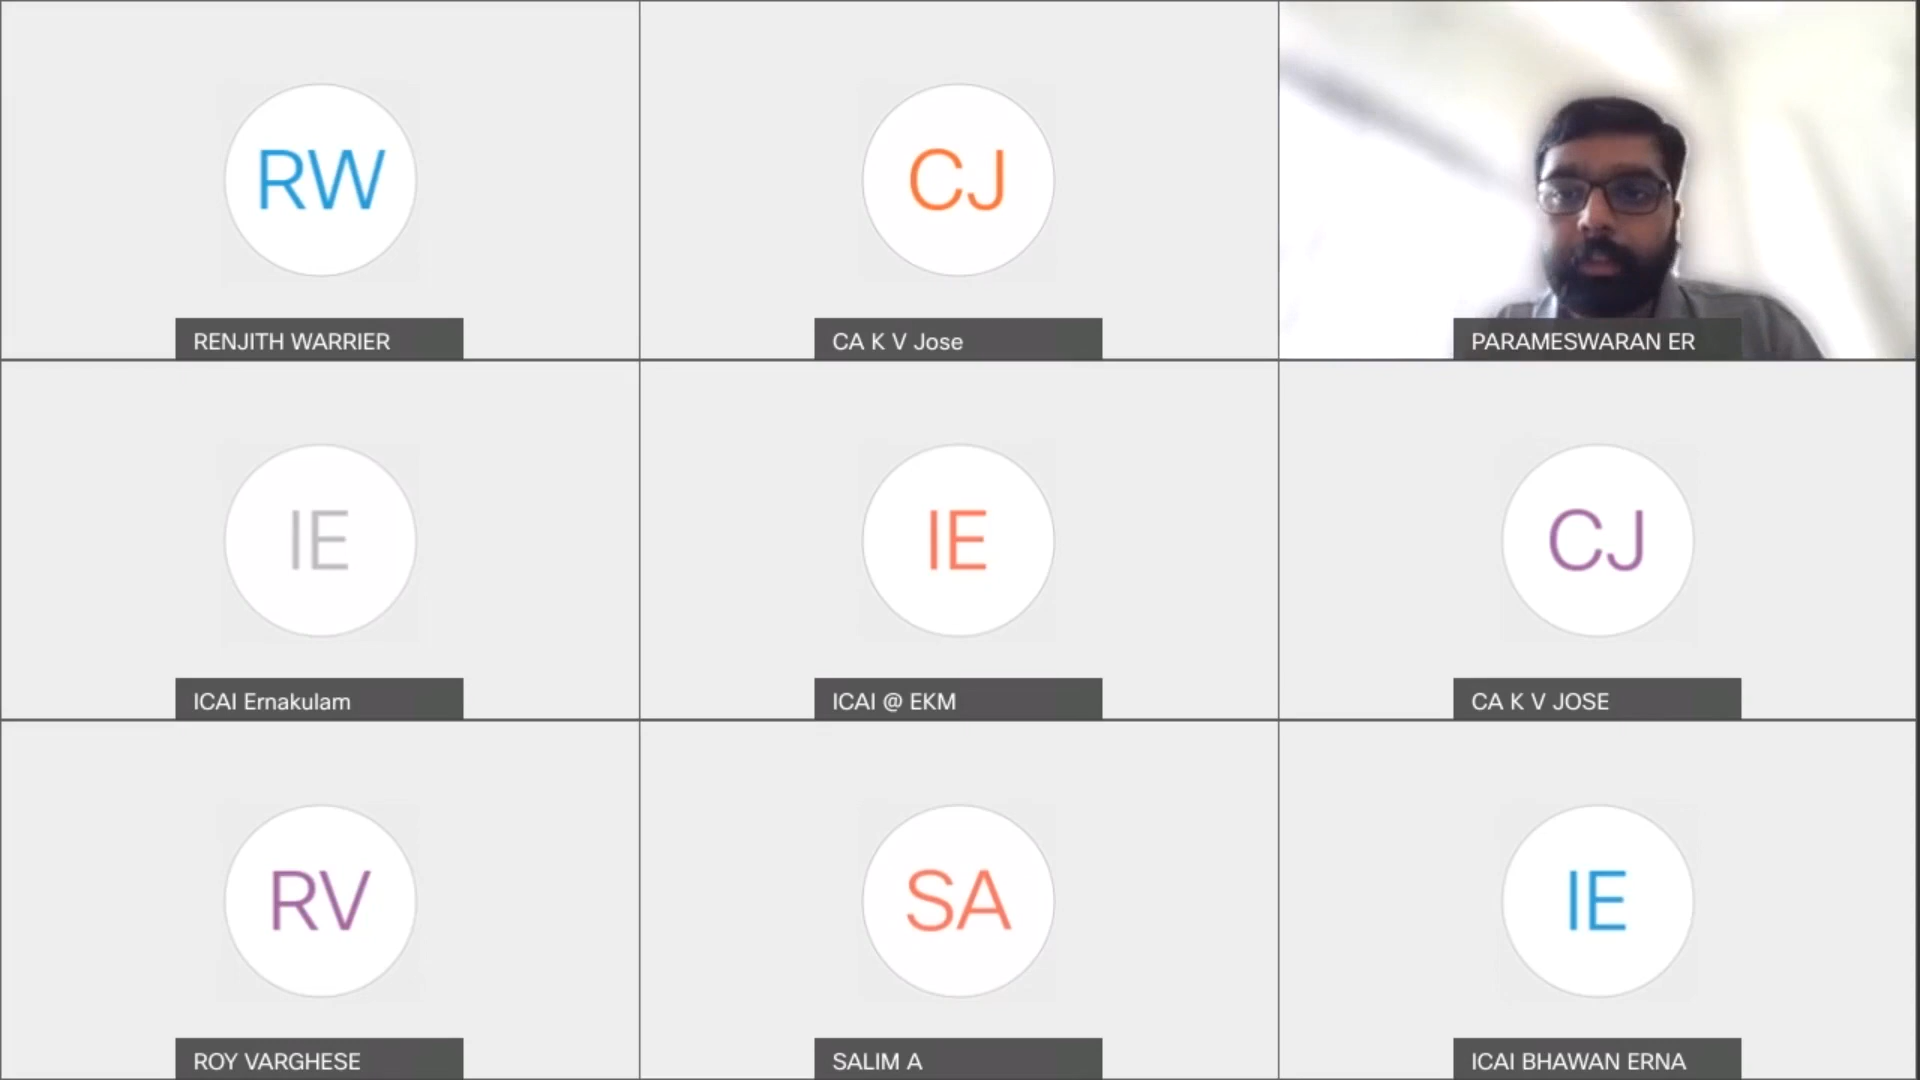 RW
RENJITH WARRIER
CJ
CA K V Jose
PARAMESWARAN ER
IE
ICAI Ernakulam
IE
ICAI @ EKM
CJ
CA K V JOSE
RV
ROY VARGHESE
SA
SALIM A
IE
ICAI BHAWAN ERNA